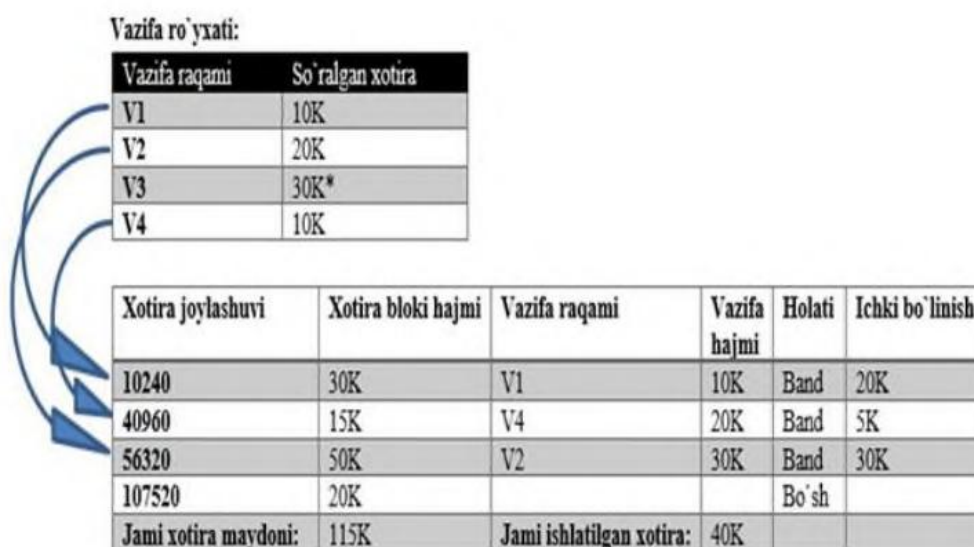 Vazifa ro`yxati:
Vazifa raqami So`ralgan xotira
V1 10K
V2 20K
V3 30K*
V4 10K
Xotira joylashuvi Xotira bloki hajmi Vazifa raqami Vazifa hajmi Holati Ichki bo`linish
10240 30K V1 10K Band 20K
40960 15K V4 20K Band 5K
56320 50K V2 30K Band 30K
107520 20K Bo`sh
Jami xotira maydoni: 115K Jami ishlatilgan xotira: 40K